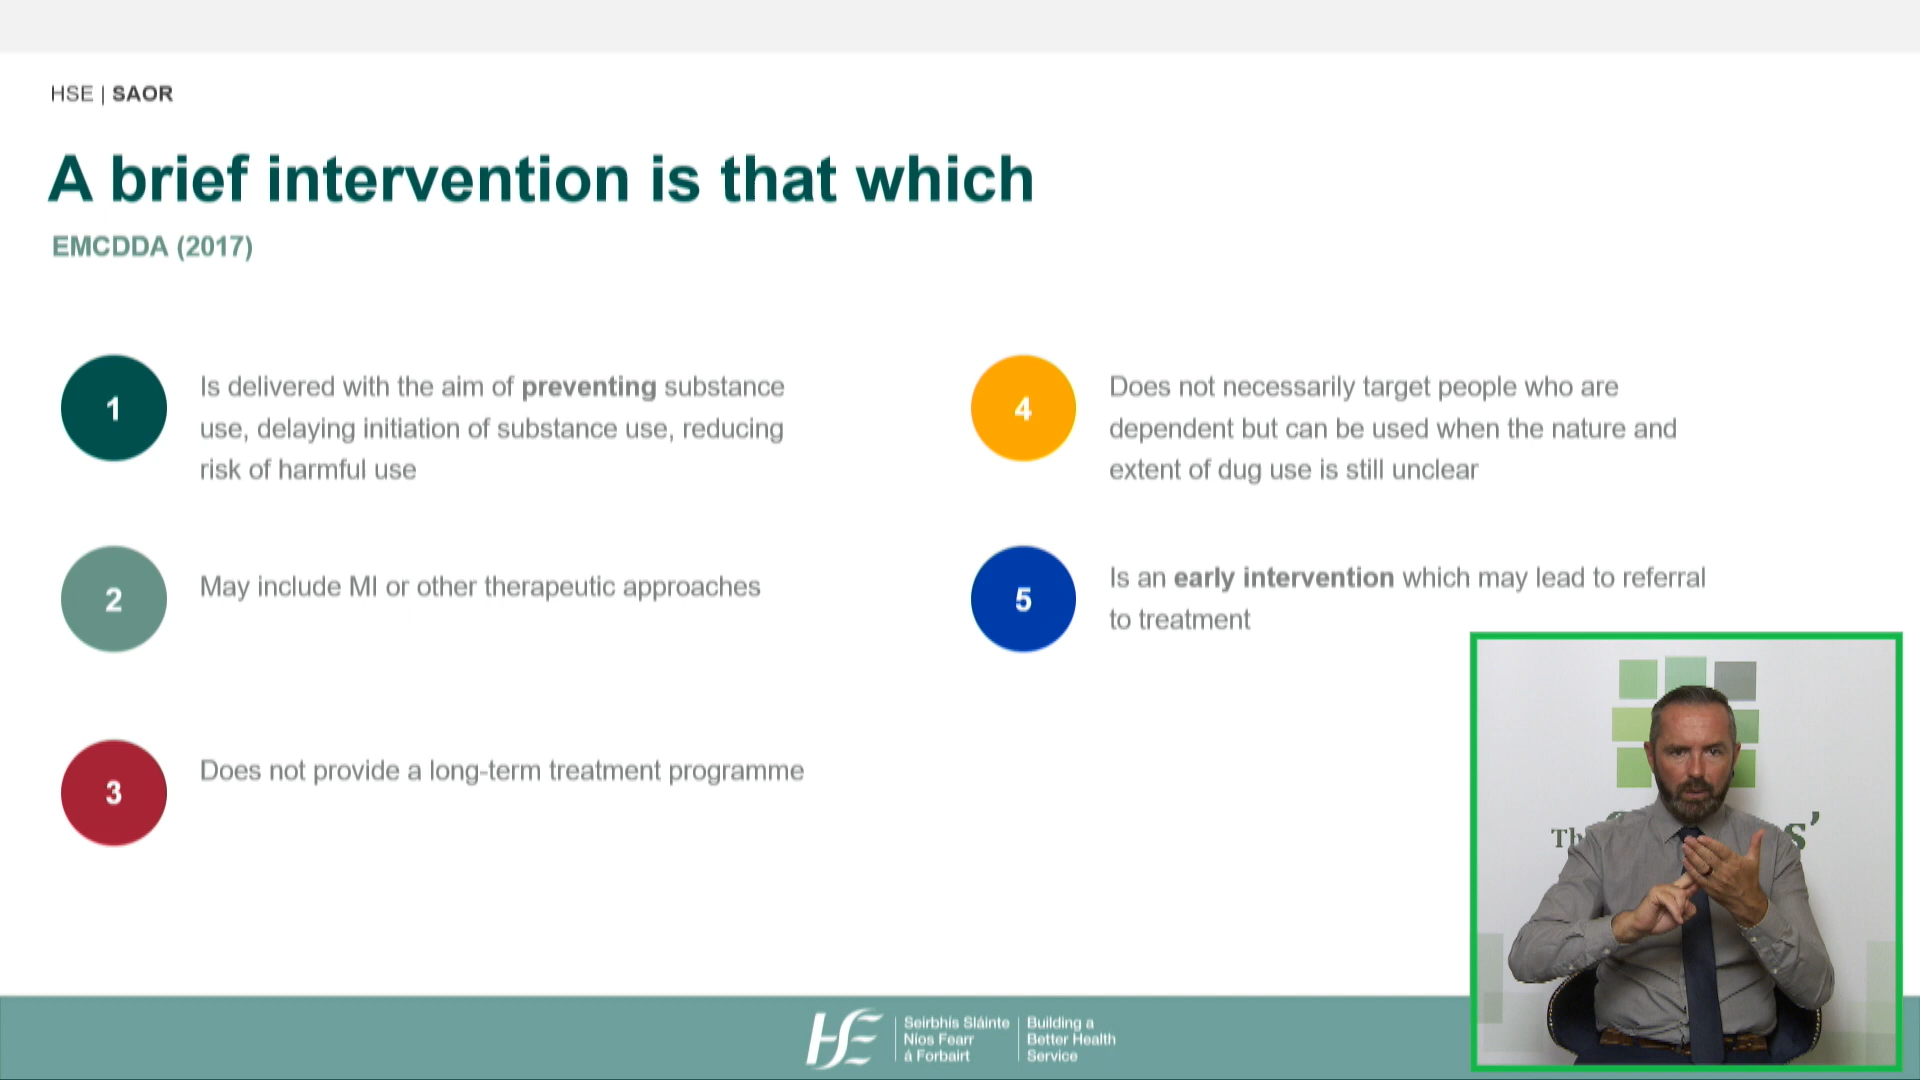 HSE | SAOR
A brief intervention is that which
EMCDDA (2017)
1
Is delivered with the aim of preventing substance
use, delaying initiation of substance use, reducing
risk of harmful use
2
May include MI or other therapeutic approaches
3
Does not provide a long-term treatment programme
4
Does not necessarily target people who are
dependent but can be used when the nature and
extent of dug use is still unclear
5
Is an early intervention which may lead to referral
to treatment
HSE
Seirbhís Sláinte
Níos Fearr
á Forbairt
Building a
Better Health
Service